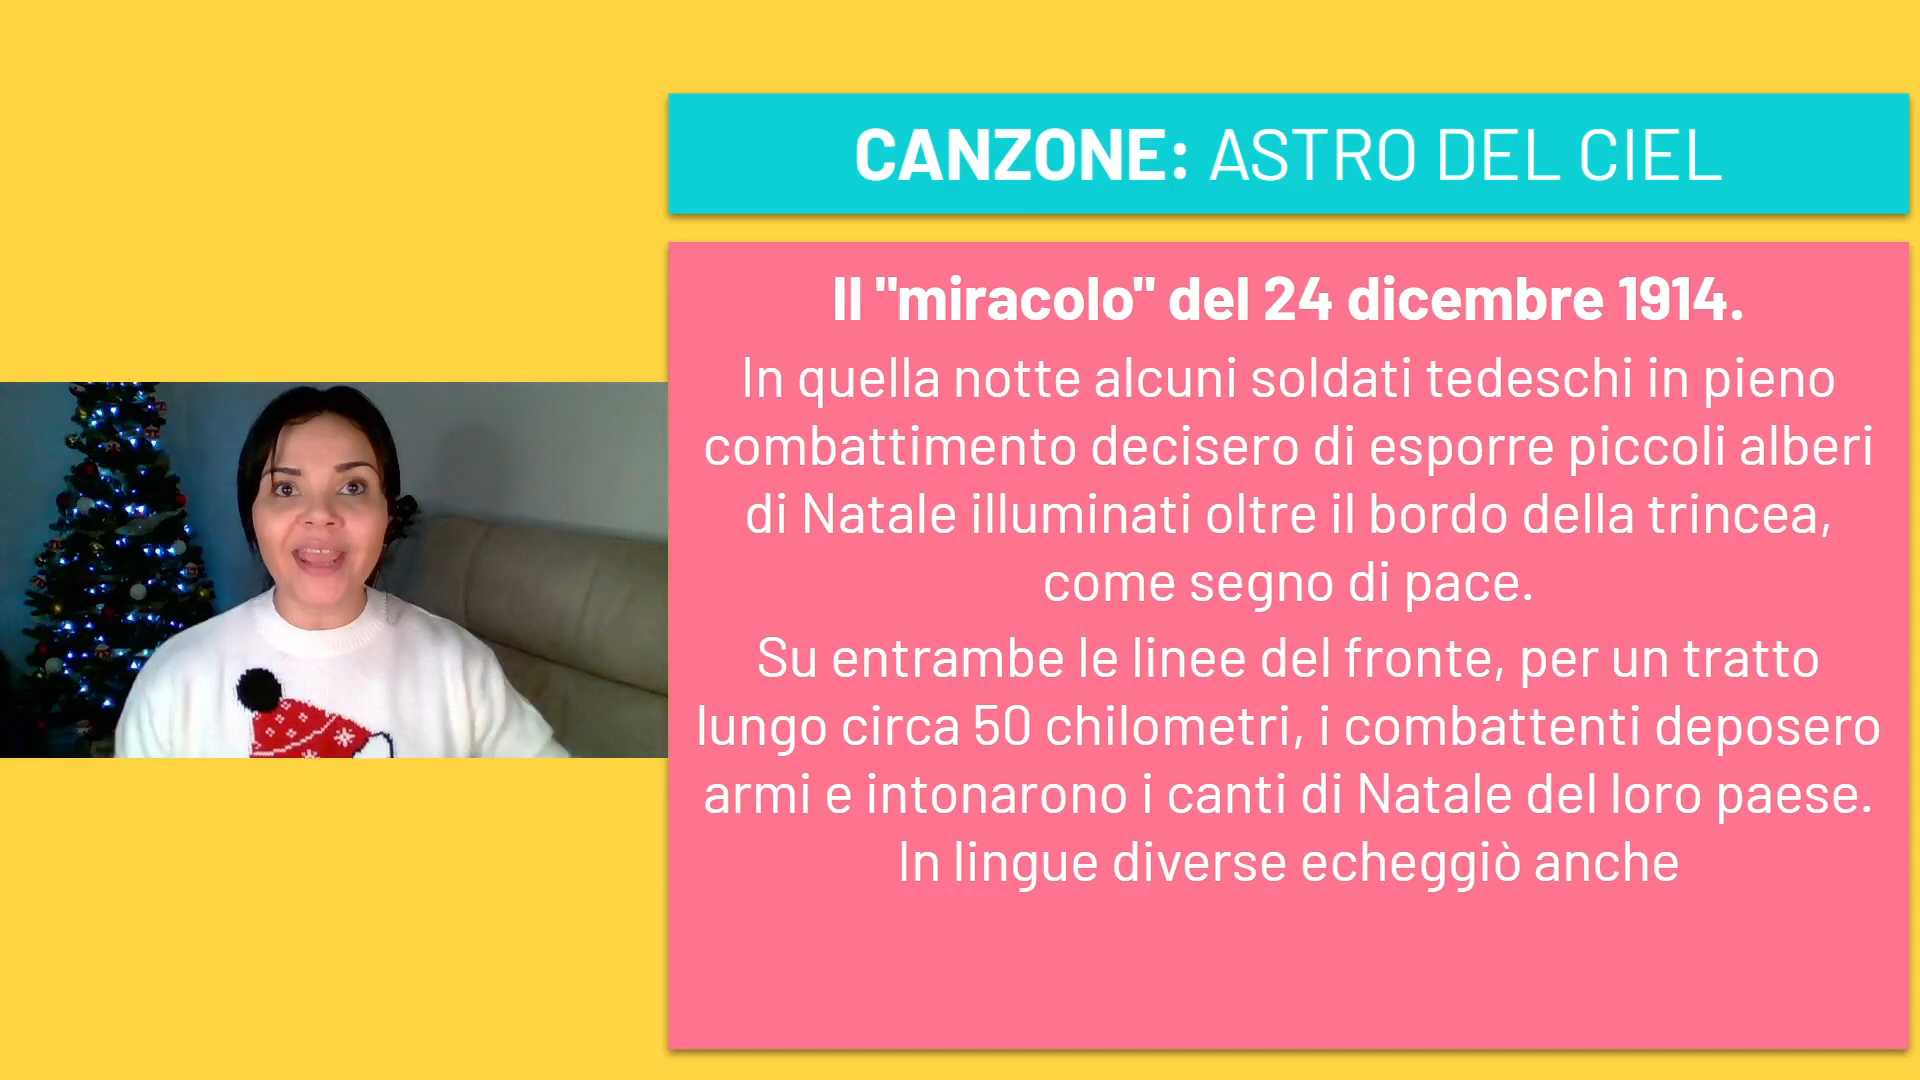 CANZONE: ASTRO DEL CIEL
Il "miracolo" del 24 dicembre 1914.
In quella notte alcuni soldati tedeschi in pieno
combattimento decisero di esporre piccoli alberi
di Natale illuminati oltre il bordo della trincea,
come segno di pace.
Su entrambe le linee del fronte, per un tratto
lungo circa 50 chilometri, i combattenti deposero
armi e intonarono i canti di Natale del loro paese.
In lingue diverse echeggiò anche